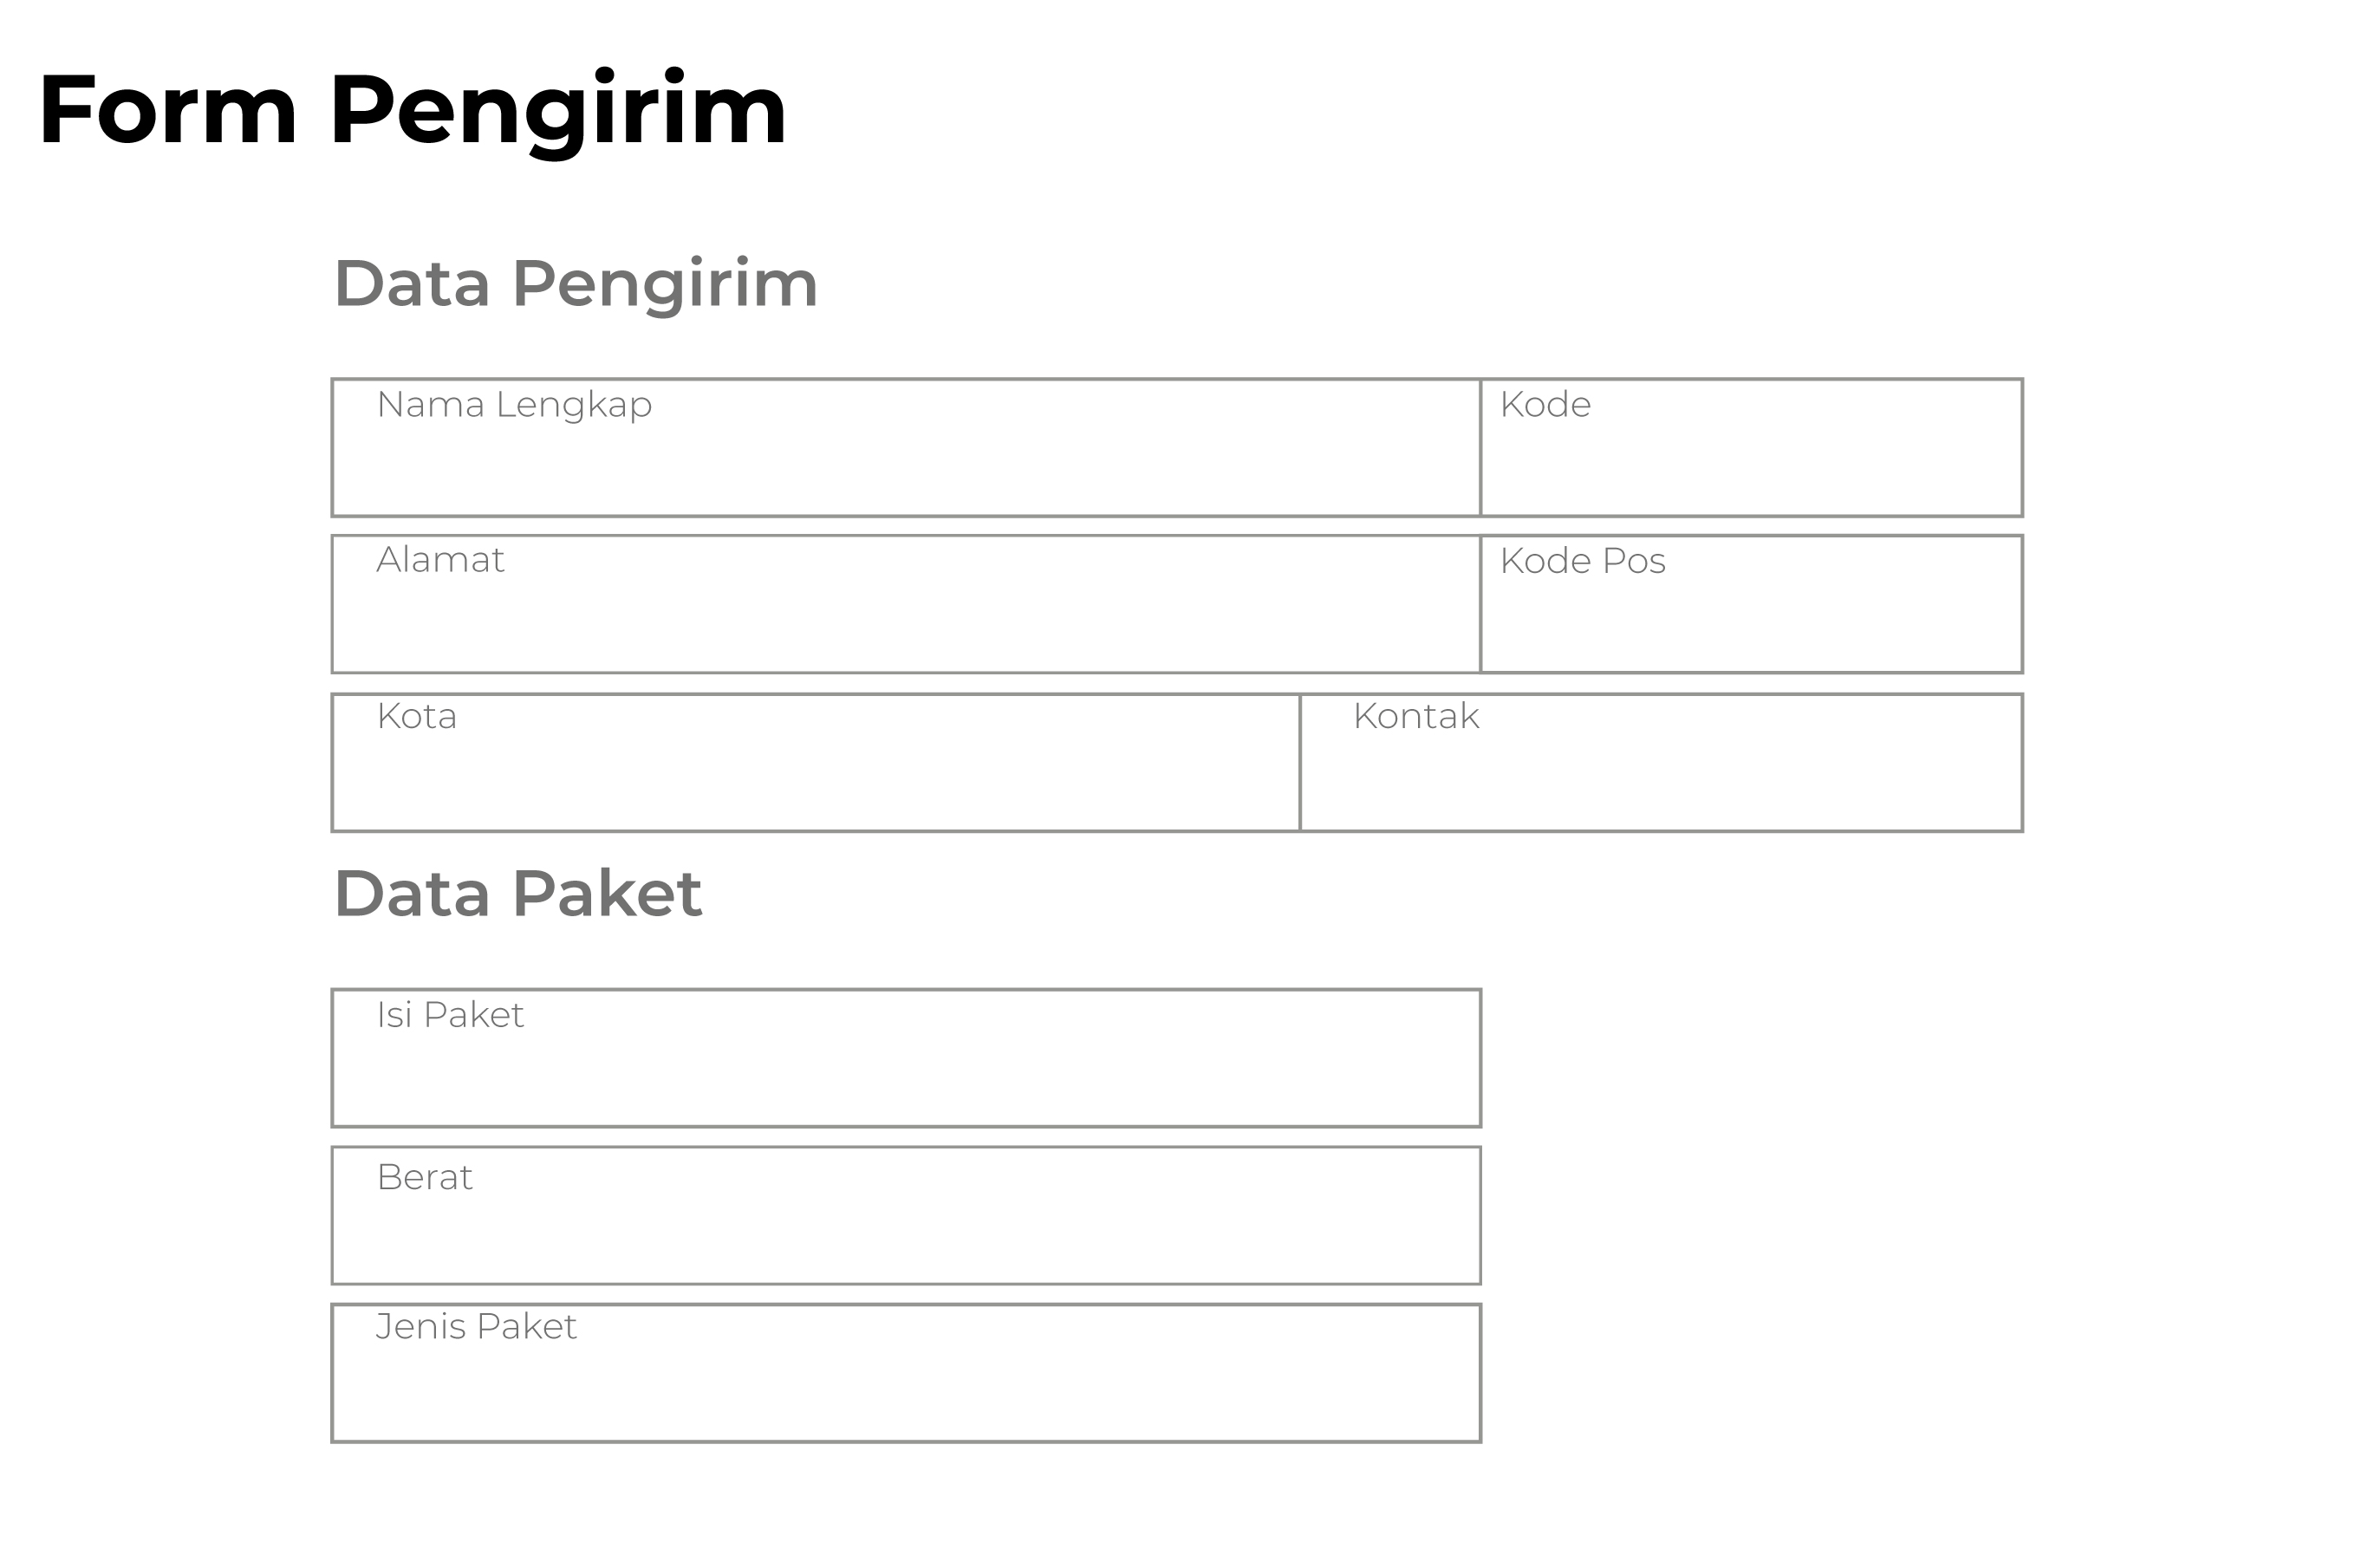 Form Pengirim
Data Pengirim
Nama Lengkap
Kode
Alamat
Kode Pos
Kota
Kontak
Data Paket
Isi Paket
Berat
Jenis Paket